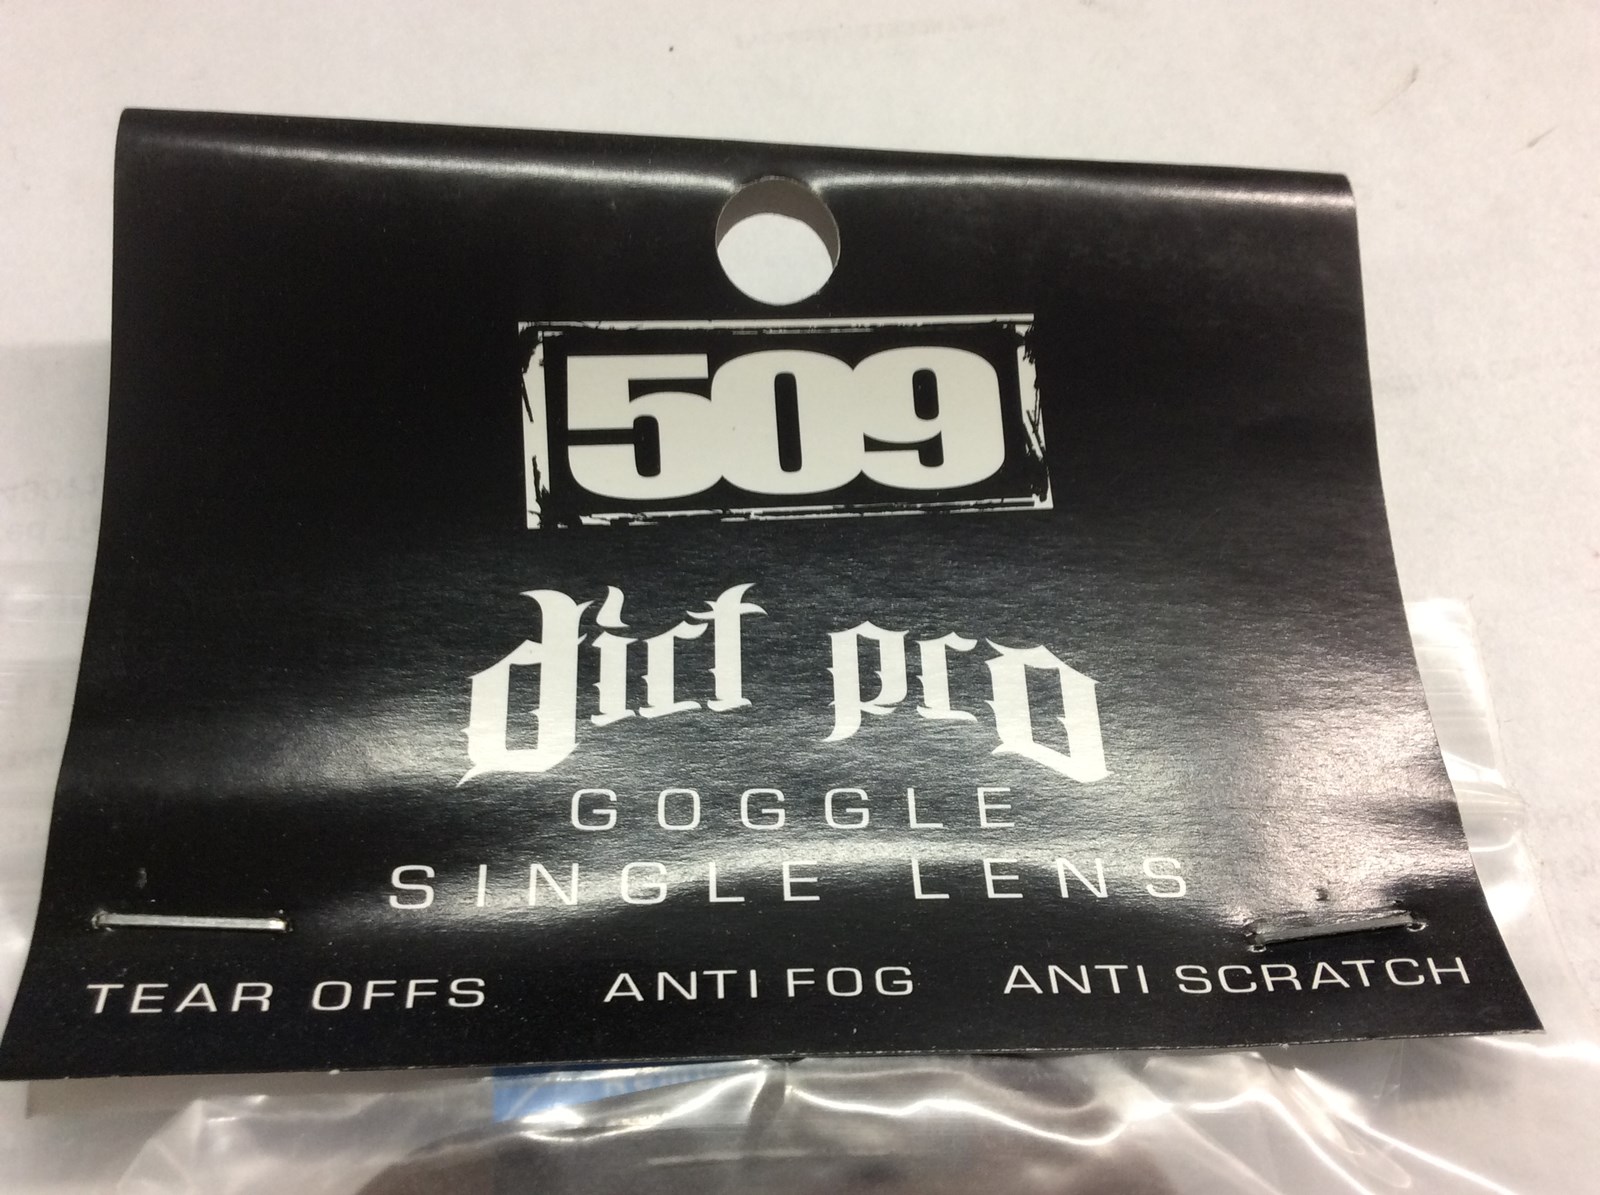 509
dirt pro
GOGGLE
SINGLE LENS
TEAR OFFS ANTI FOG ANTI SCRATCH